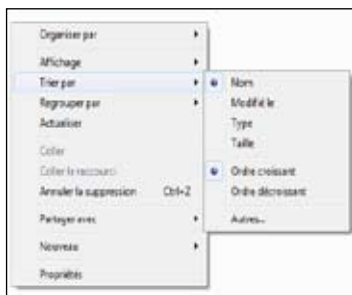 Organiser par
Affichage
Trier par
Regrouper par
Actualiser
Coller
Coller le raccourci
Annuler la suppression Ctrl+Z
Partager avec
Nouveau
Propriétés
Nom
Modifié le
Type
Taille
Ordre croissant
Ordre décroissant
Autres...